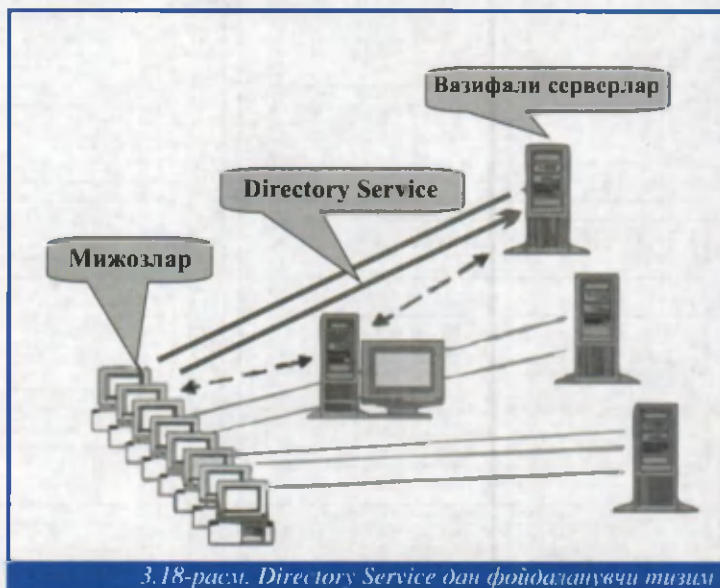 Вазифали серверлар
Directory Service
Мижозлар
3.18-расм. Directory Service дан фойдаланувчи тизим